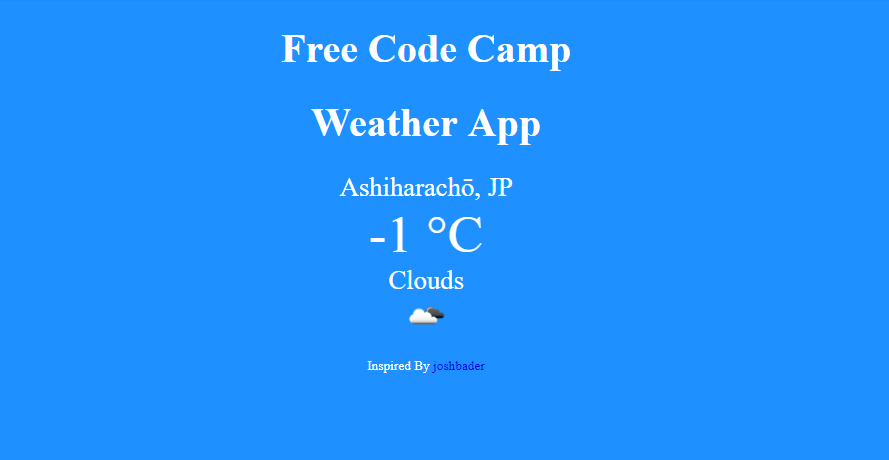 Free Code Camp
Weather App
Ashiharachō, JP
-1 °C
Clouds
Inspired By joshbader